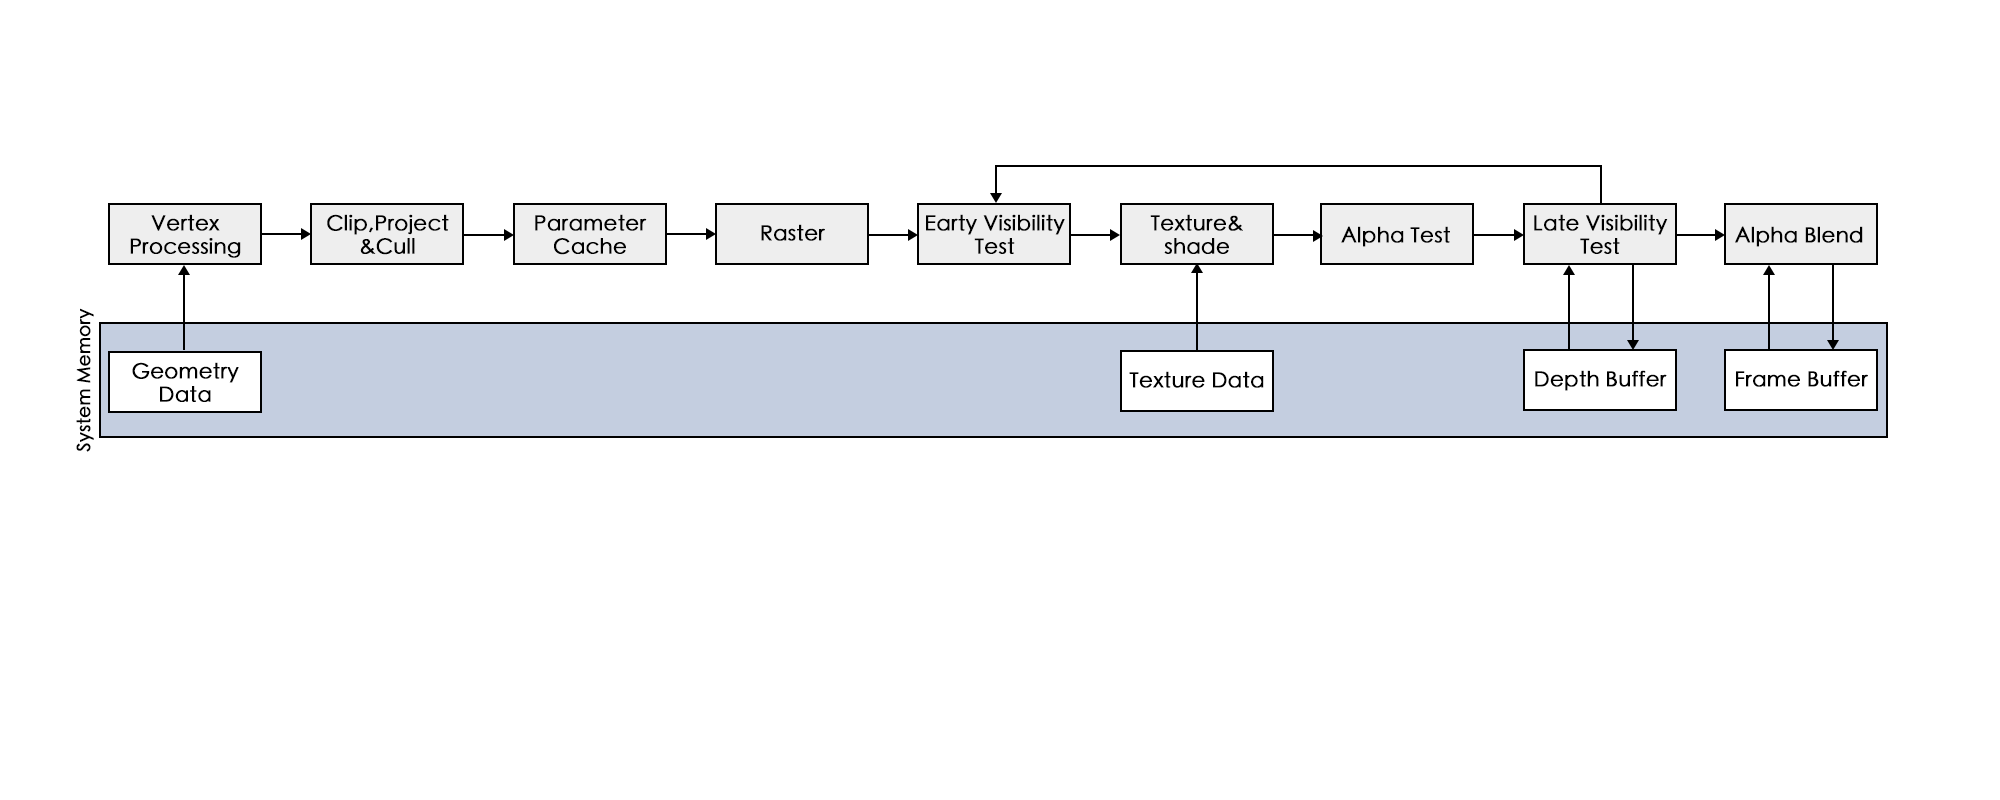 Vertex
Processing
Clip,Project
&Cull
Parameter
Cache
Raster
Earty Visibility
Test
Texture&
shade
Alpha Test
Late Visibility
Test
Alpha Blend
System Memory
Geometry
Data
Texture Data
Depth Buffer
Frame Buffer